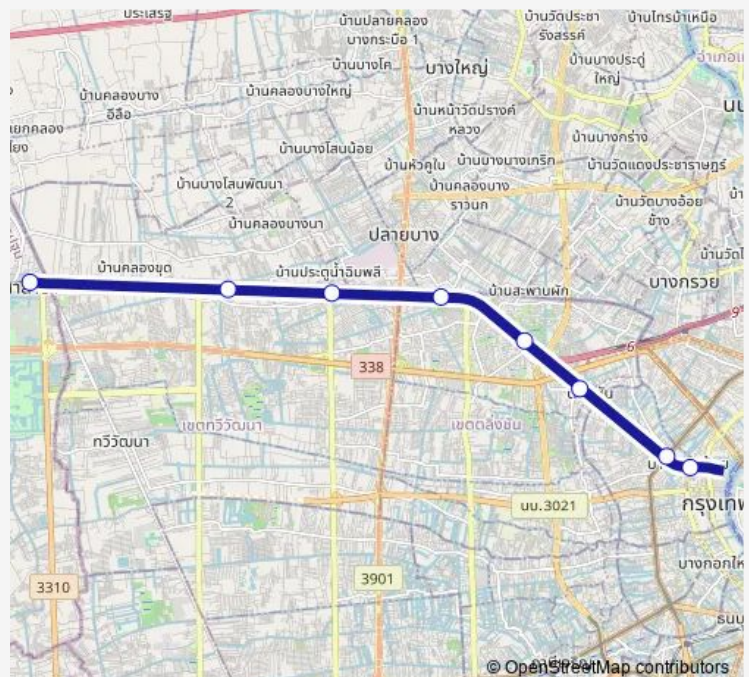 ประเสริฐ
บ้านปลายคลอง
บางกระบือ 1
บ้านวัดประชา
รังสรรค์
บ้านไทรม้าเหนือ
บ้านบางโค
บางใหญ่
บ้านบางประดู่
ใหญ่
บ้านคลองบาง
อีลือ
บ้านคลองบางใหญ่
บ้านหน้าวัดปรางค์
หลวง
ยกคลอง
โยง
บ้านบางโสนน้อย
บ้านบางกร่าง
บ้านหัวคูใน
บ้านบางนางเกริก
บ้านวัดแดงประชาราษฎร์
บ้านบางโสนพัฒนา
2
บ้านคลองบาง
ราวนก
บ้านวัดบางอ้อย
ช้าง
บ้านคลองนางนา
ปลายบาง
บ้านคลองขุด
บ้านประตูน้ำฉิมพลี
บ้านสะพานผัก
บางกรวย
9
6
338
เขตทวีวัฒนา
เขตตลิ่งชัน
ทวีวัฒนา
นบ.3021
กรุงเทพ
3310
3901
บางกอกให
ธนบ
© OpenStreetMap contributors